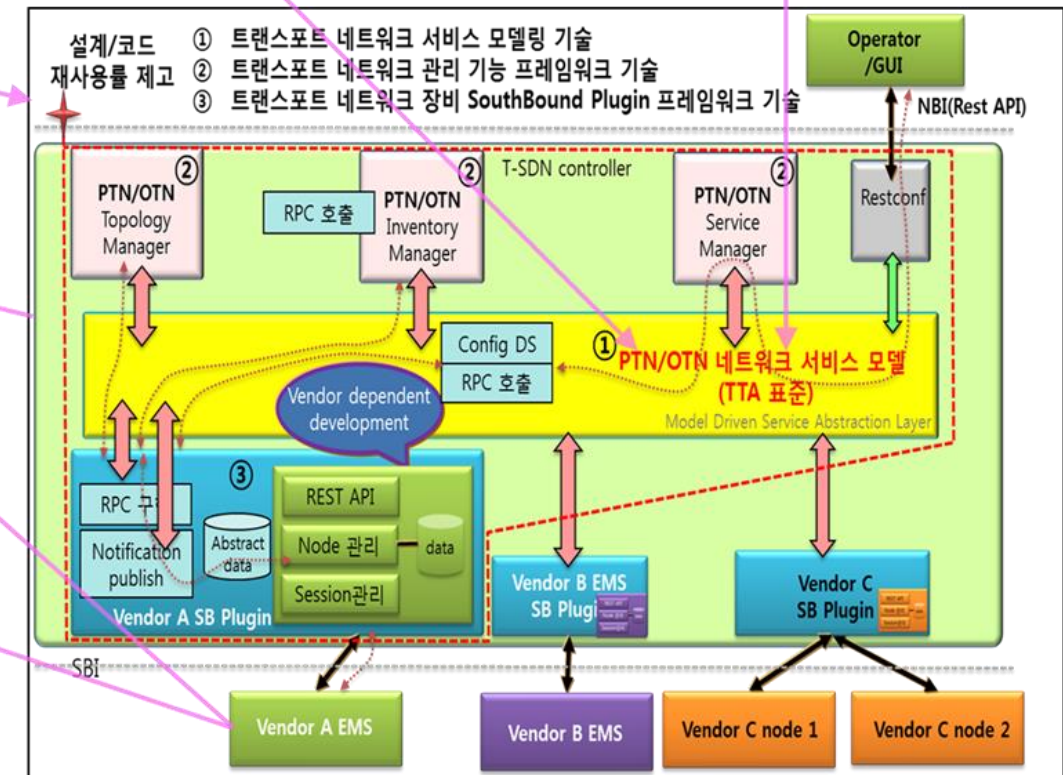 설계/코드
재사용률 제고
① 트랜스포트 네트워크 서비스 모델링 기술
② 트랜스포트 네트워크 관리 기능 프레임워크 기술
③ 트랜스포트 네트워크 장비 SouthBound Plugin 프레임워크 기술
Operator
/GUI
NBI(Rest API)
T-SDN controller
②
PTN/OTN
Topology
Manager
RPC 호출
②
PTN/OTN
Inventory
Manager
②
PTN/OTN
Service
Manager
Restconf
Config DS
RPC 호출
① PTN/OTN 네트워크 서비스 모델
(TTA 표준)
Model Driven Service Abstraction Layer
Vendor dependent
development
③
RPC
Notification
publish
Abstract
data
REST API
Node 관리
Session관리
data
Vendor A SB Plugin
Vendor B EMS
SB Plugi
Vendor C
SB Plugin
SBI
Vendor A EMS
Vendor B EMS
Vendor C node 1
Vendor C node 2